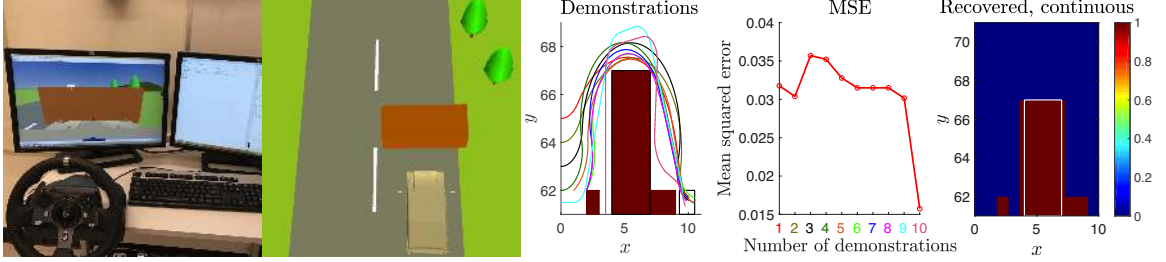 Demonstrations
68
66
64
62
y
0
5
10
x
MSE
0.04
0.035
0.03
0.025
0.02
0.015
Mean squared error
1 2 3 4 5 6 7 8 9 10
Number of demonstrations
Recovered, continuous
70
68
66
64
62
y
0
5
10
x
1
0.8
0.6
0.4
0.2
0